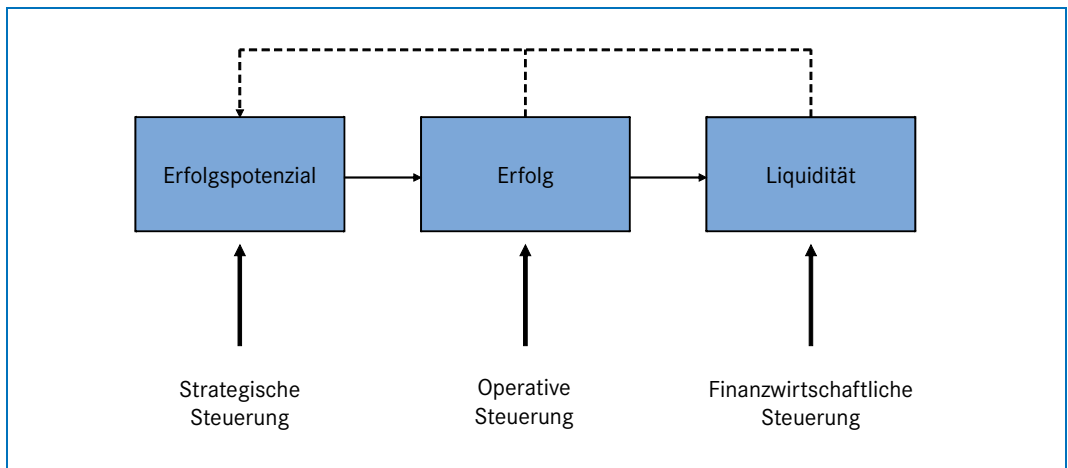 Erfolgspotenzial
Erfolg
Liquidität
Strategische
Steuerung
Operative
Steuerung
Finanzwirtschaftliche
Steuerung